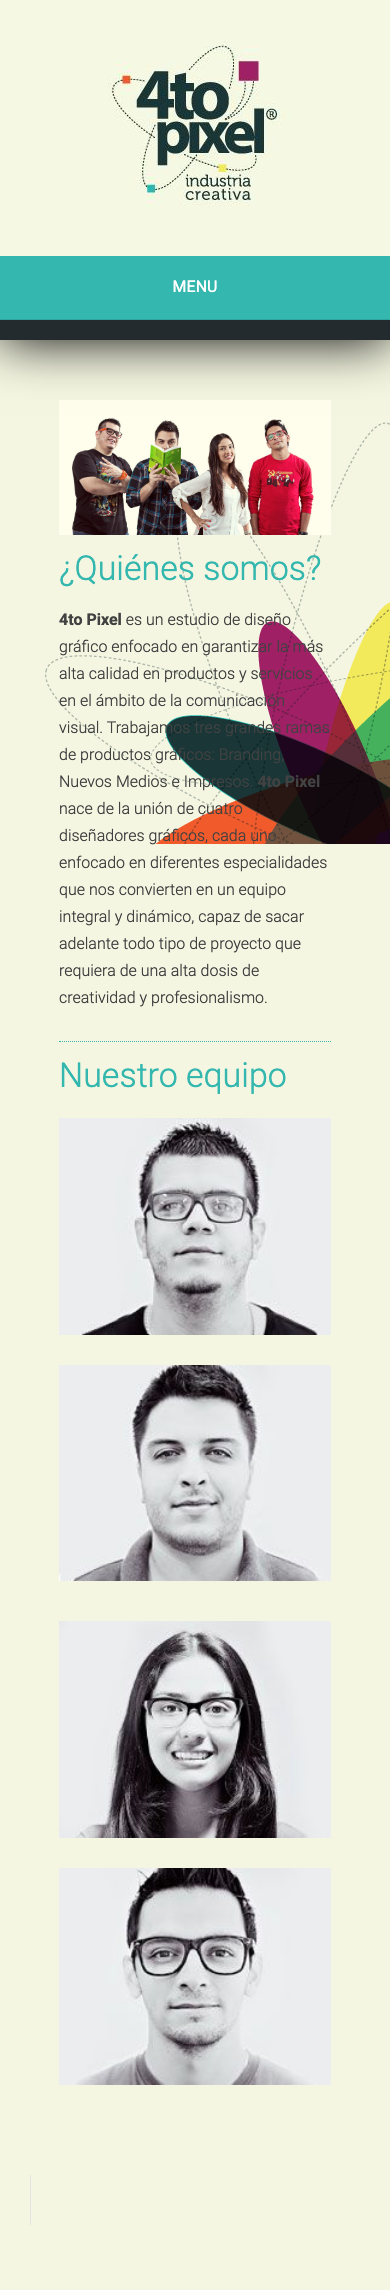 4to
pixel®
industria
creativa
MENU
¿Quiénes somos?
4to Pixel es un estudio de diseño
gráfico enfocado en garantizar la más
alta calidad en productos y servicios
en el ámbito de la comunicación
visual. Trabajamos tres grandes ramas
de productos gráficos: Branding,
Nuevos Medios e Impresos. 4to Pixel
nace de la unión de cuatro
diseñadores gráficos, cada uno
enfocado en diferentes especialidades
que nos convierten en un equipo
integral y dinámico, capaz de sacar
adelante todo tipo de proyecto que
requiera de una alta dosis de
creatividad y profesionalismo.
Nuestro equipo